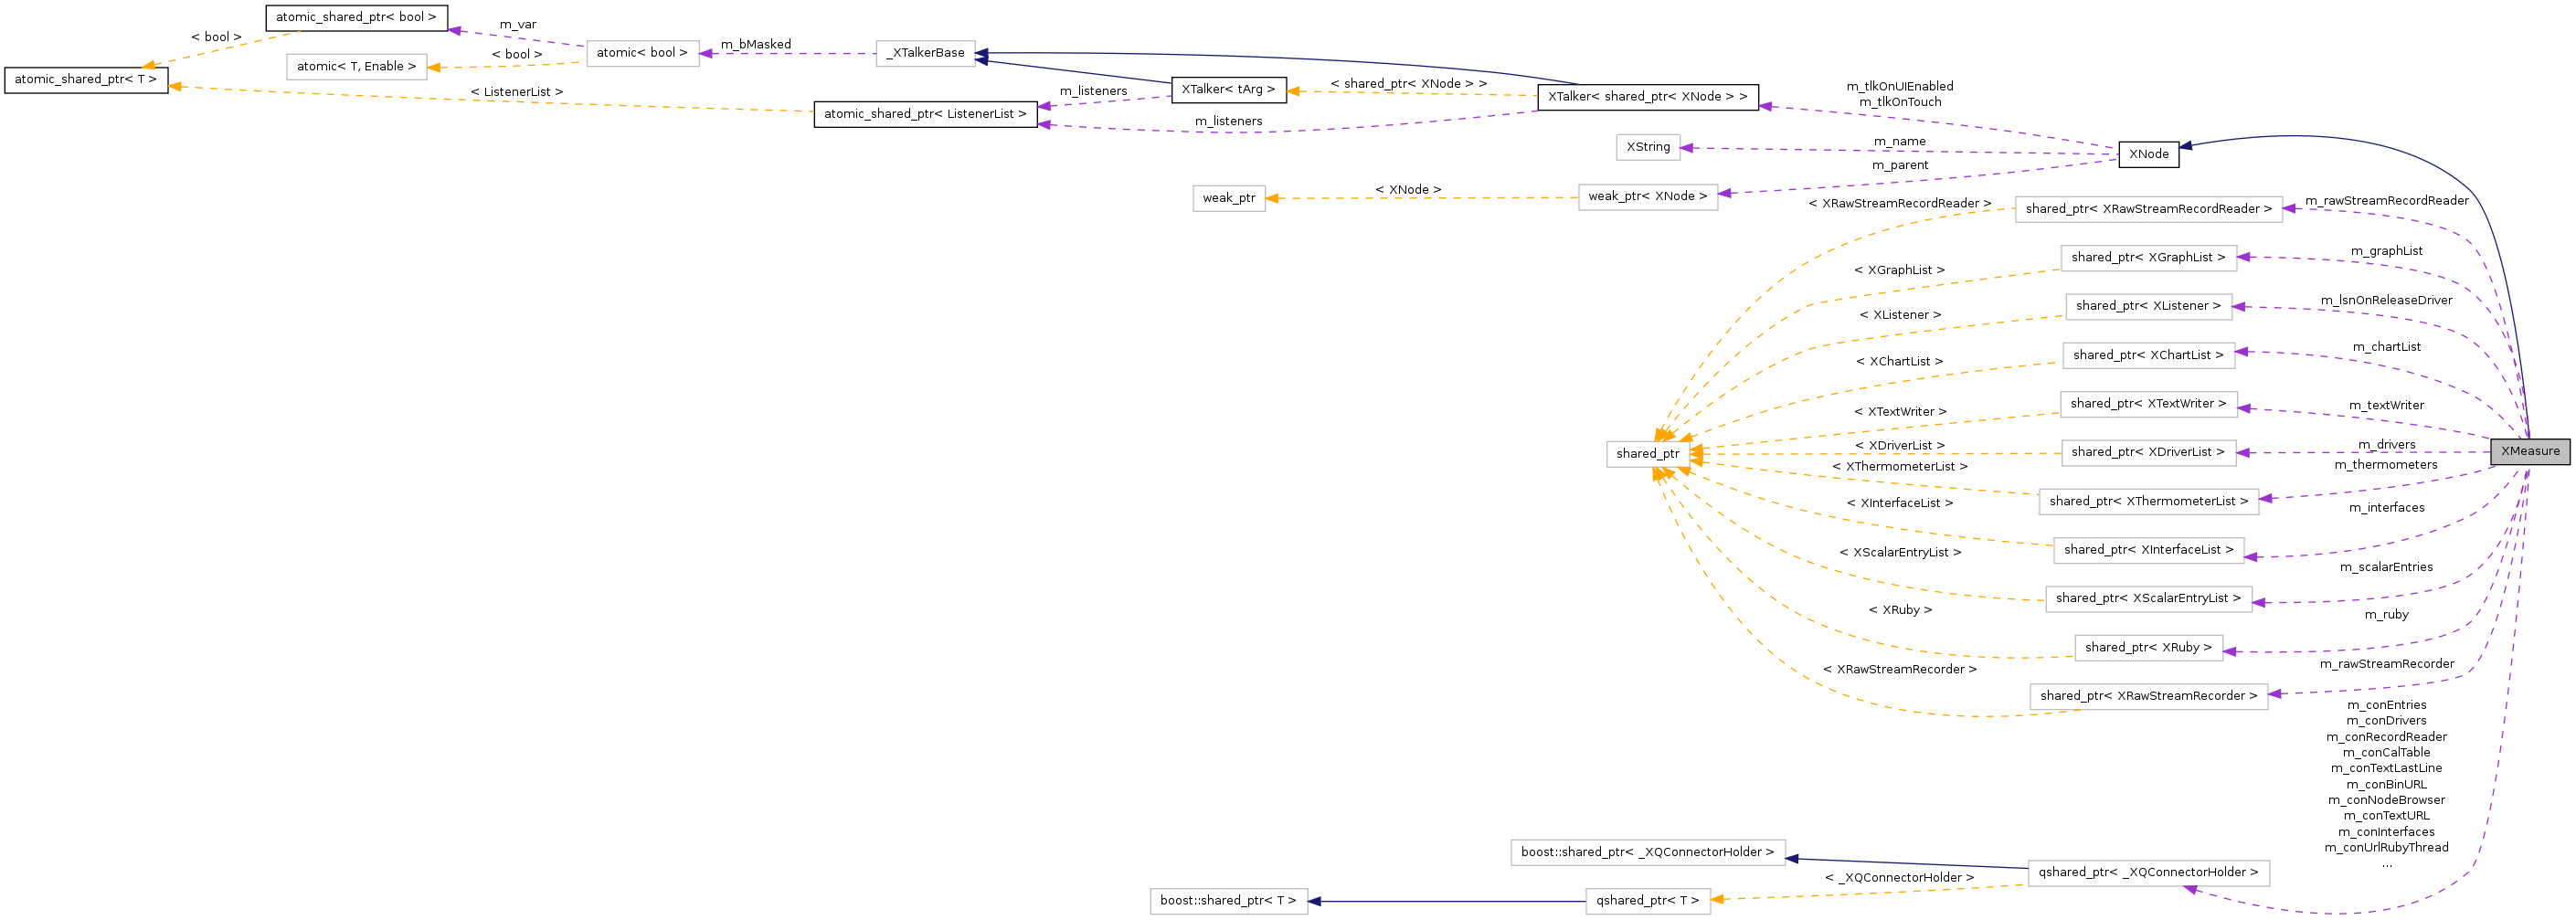 atomic_shared_ptr< bool >
m_var
< bool >
m_bMasked
atomic< bool >
_XTalkerBase
< bool >
atomic< T, Enable >
atomic_shared_ptr< T >
< ListenerList >
m_listeners
XTalker< tArg >
< shared_ptr< XNode > >
XTalker< shared_ptr< XNode > >
m_tlkOnUIEnabled
m_tlkOnTouch
atomic_shared_ptr< ListenerList >
m_listeners
XString
m_name
XNode
m_parent
weak_ptr
< XNode >
weak_ptr< XNode >
< XRawStreamRecordReader >
shared_ptr< XRawStreamRecordReader >
m_rawStreamRecordReader
< XGraphList >
shared_ptr< XGraphList >
m_graphList
< XListener >
shared_ptr< XListener >
m_lsnOnReleaseDriver
< XChartList >
shared_ptr< XChartList >
m_chartList
< XTextWriter >
shared_ptr< XTextWriter >
m_textWriter
shared_ptr
< XDriverList >
shared_ptr< XDriverList >
m_drivers
XMeasure
< XThermometerList >
shared_ptr< XThermometerList >
m_thermometers
< XInterfaceList >
shared_ptr< XInterfaceList >
m_interfaces
< XScalarEntryList >
shared_ptr< XScalarEntryList >
m_scalarEntries
< XRuby >
shared_ptr< XRuby >
m_ruby
< XRawStreamRecorder >
shared_ptr< XRawStreamRecorder >
m_rawStreamRecorder
m_conEntries
m_conDrivers
m_conRecordReader
m_conCalTable
m_conTextLastLine
m_conBinURL
m_conNodeBrowser
m_conTextURL
m_conInterfaces
m_conUrlRubyThread
...
boost::shared_ptr< _XQConnectorHolder >
qshared_ptr< _XQConnectorHolder >
< _XQConnectorHolder >
boost::shared_ptr< T >
qshared_ptr< T >